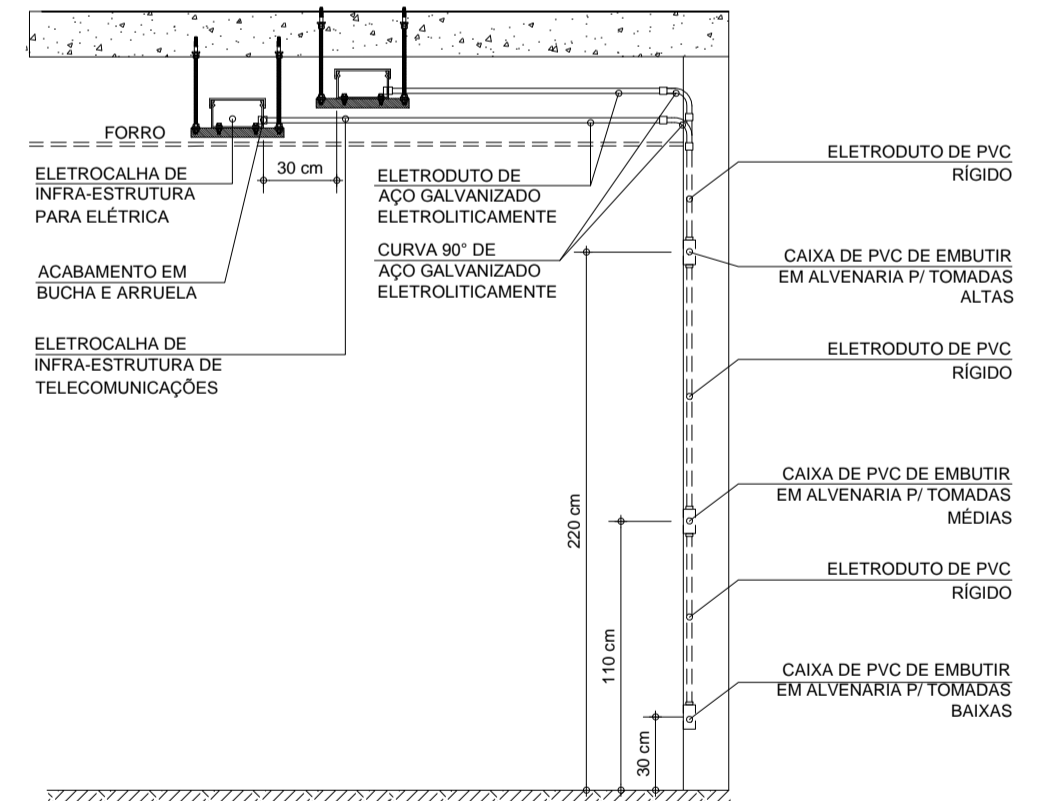 FORRO
ELETROCALHA DE
INFRA-ESTRUTURA
PARA ELÉTRICA
30 cm
ACABAMENTO EM
BUCHA E ARRUELA
ELETROCALHA DE
INFRA-ESTRUTURA DE
TELECOMUNICAÇÕES
ELETRODUTO DE
AÇO GALVANIZADO
ELETROLITICAMENTE
CURVA 90° DE
AÇO GALVANIZADO
ELETROLITICAMENTE
220 cm
110 cm
30 cm
ELETRODUTO DE PVC
RÍGIDO
CAIXA DE PVC DE EMBUTIR
EM ALVENARIA P/ TOMADAS
ALTAS
ELETRODUTO DE PVC
RÍGIDO
CAIXA DE PVC DE EMBUTIR
EM ALVENARIA P/ TOMADAS
MÉDIAS
ELETRODUTO DE PVC
RÍGIDO
CAIXA DE PVC DE EMBUTIR
EM ALVENARIA P/ TOMADAS
BAIXAS